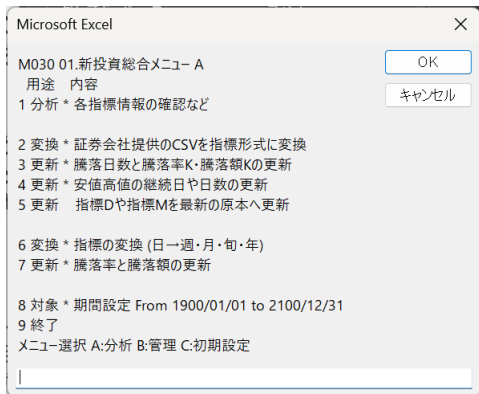 Microsoft Excel
M030 01.新投資総合メニュー A
用途 内容
1 分析 * 各指標情報の確認など
2 変換 * 証券会社提供のCSVを指標形式に変換
3 更新 * 騰落日数と騰落率K・騰落額Kの更新
4 更新 * 安値高値の継続日や日数の更新
5 更新 指標Dや指標Mを最新の原本へ更新
6 変換 * 指標の変換 (日→週・月・旬・年)
7 更新 * 騰落率と騰落額の更新
8 対象 * 期間設定 From 1900/01/01 to 2100/12/31
9 終了
メニュー選択 A:分析 B:管理 C:初期設定
OK
キャンセル